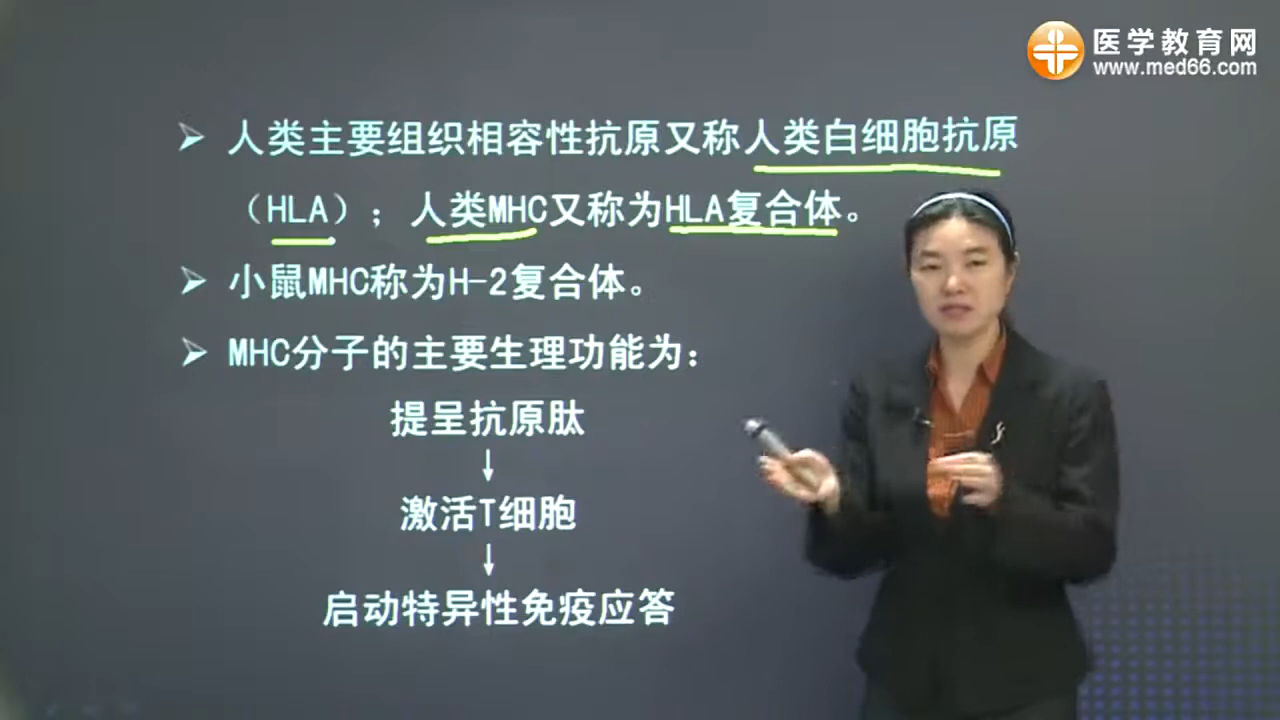 医学教育网
www.med66.com
人类主要组织相容性抗原又称人类白细胞抗原
（HLA）；人类MHC又称为HLA复合体。
小鼠MHC称为H-2复合体。
MHC分子的主要生理功能为：
提呈抗原肽
↓
激活T细胞
↓
启动特异性免疫应答